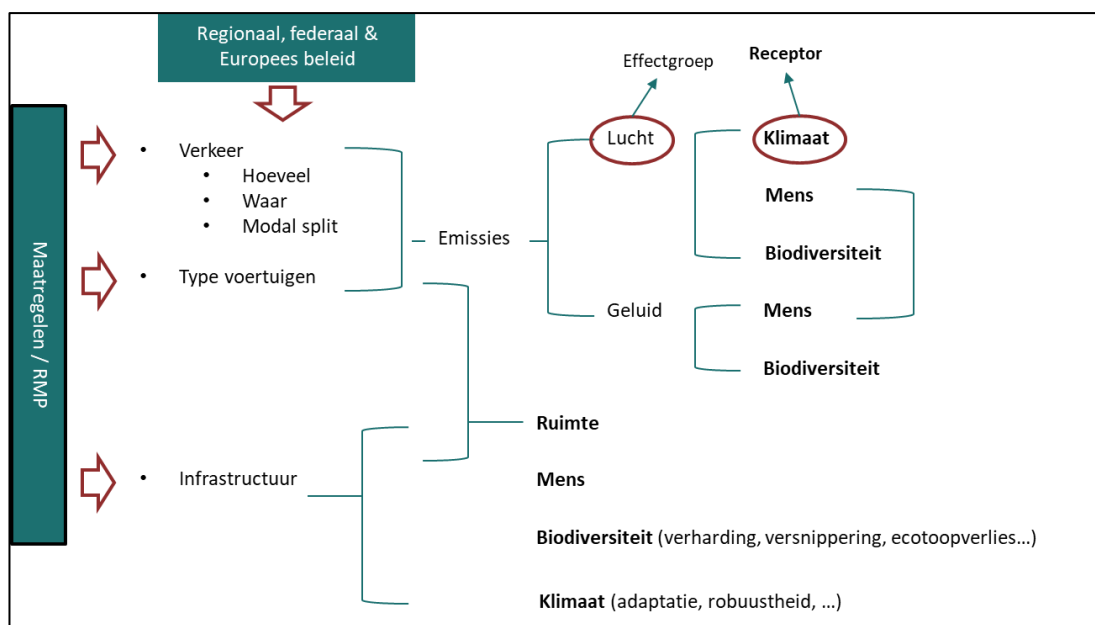 Regionaal, federaal &
Europees beleid
Effectgroep
Receptor
Maatregelen / RMP
• Verkeer
• Hoeveel
• Waar
• Modal split
• Type voertuigen
Emissies
Lucht
Klimaat
Mens
Biodiversiteit
Geluid
Mens
Biodiversiteit
• Infrastructuur
Ruimte
Mens
Biodiversiteit (verharding, versnippering, ecotoopverlies...)
Klimaat (adaptatie, robuustheid, ...)